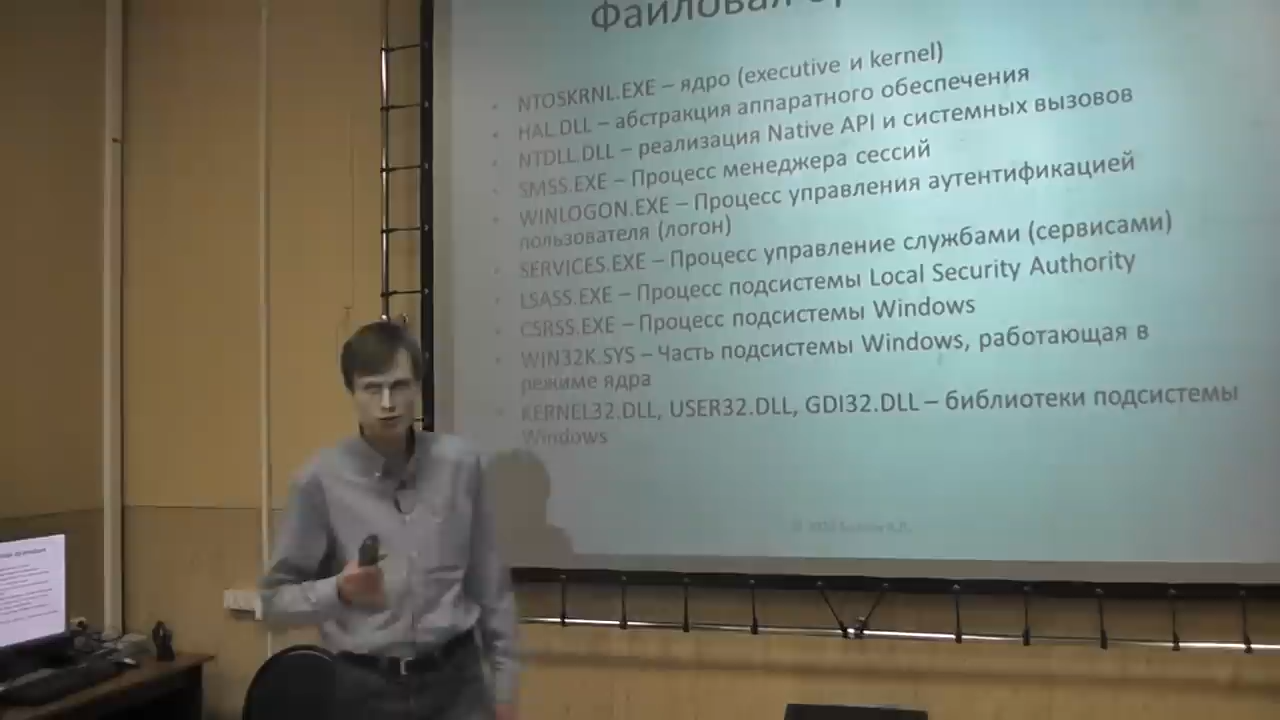 Файловая
NTOSKRNL.EXE – ядро (executive и kernel)
HAL.DLL – абстракция аппаратного обеспечения
NTDLL.DLL – реализация Native API и системных вызовов
SMSS.EXE – Процесс менеджера сессий
WINLOGON.EXE – Процесс управления аутентификацией
пользователя (логон)
SERVICES.EXE – Процесс управление службами (сервисами)
LSASS.EXE – Процесс подсистемы Local Security Authority
CSRSS.EXE – Процесс подсистемы Windows
WIN32K.SYS – Часть подсистемы Windows, работающая в
режиме ядра
KERNEL32.DLL, USER32.DLL, GDI32.DLL – библиотеки подсистемы
Windows